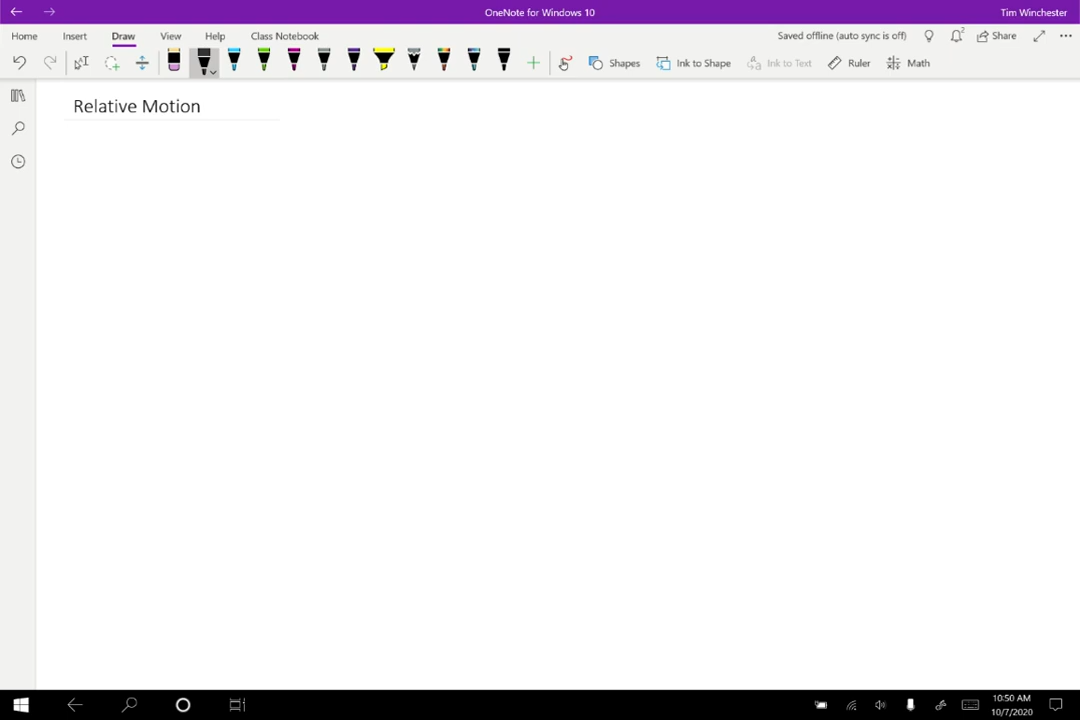 OneNote for Windows 10
Tim Winchester
Home Insert Draw View Help Class Notebook
Saved offline (auto sync is off) Share
Shapes Ink to Shape Ink to Text Ruler Math
Relative Motion
10:50 AM
10/7/2020